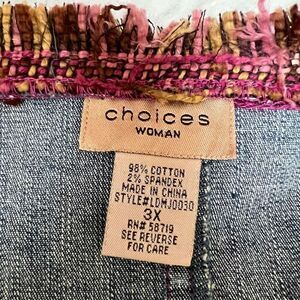 choices
WOMAN
98% COTTON
2% SPANDEX
MADE IN CHINA
STYLE#LDMJ0030
3X
RN# 58719
SEE REVERSE
FOR CARE